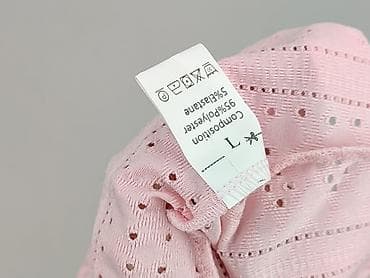 L
Composition
95%Polyester
5%Elastane